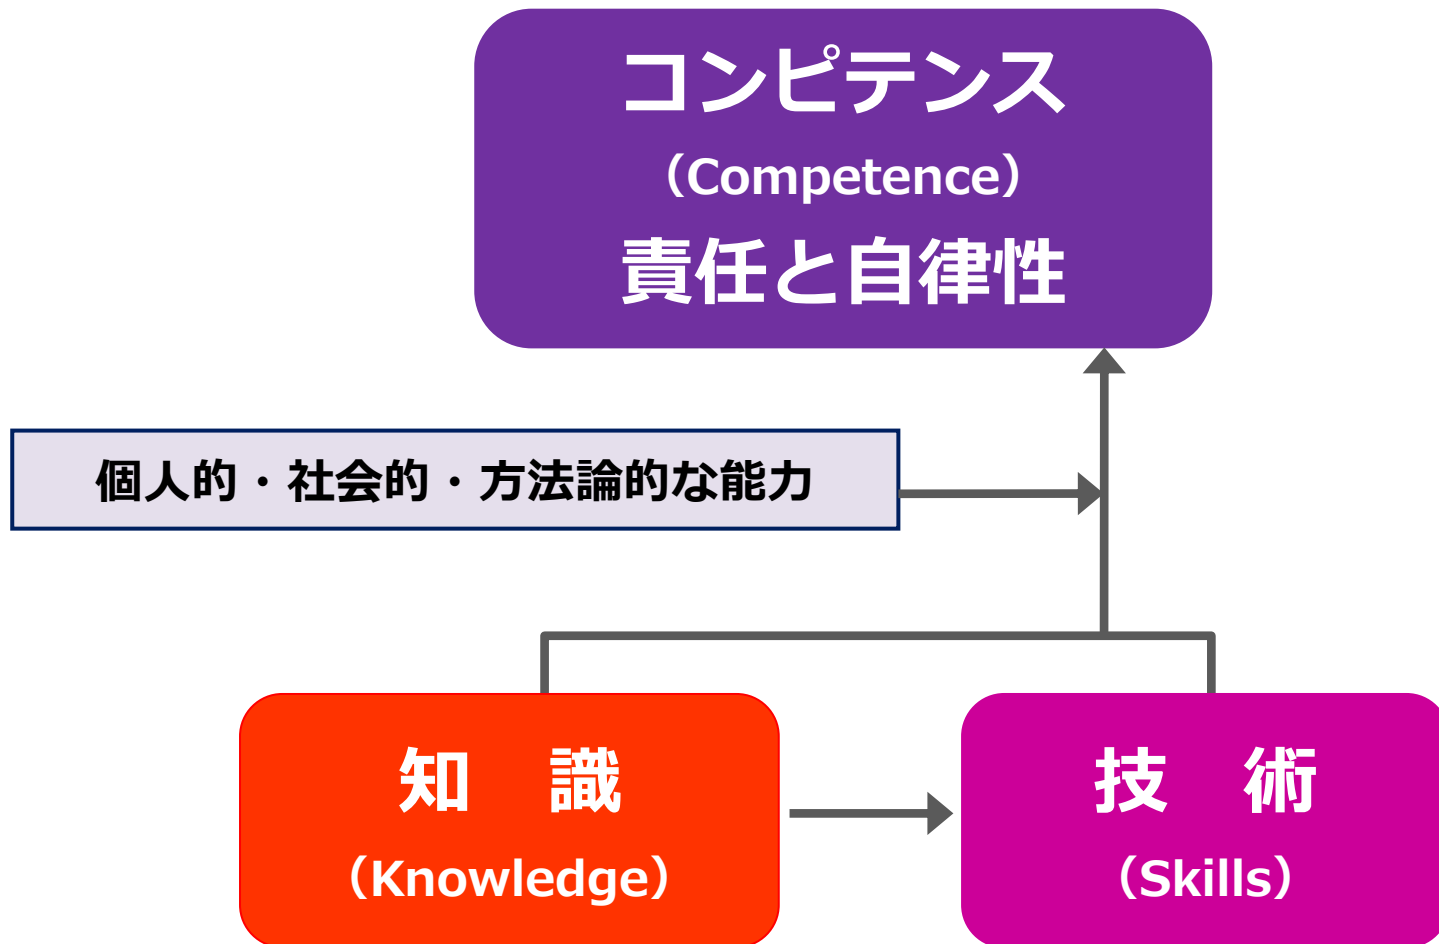 コンピテンス
（Competence）
責任と自律性
個人的・社会的・方法論的な能力
知　識
（Knowledge）
技　術
（Skills）